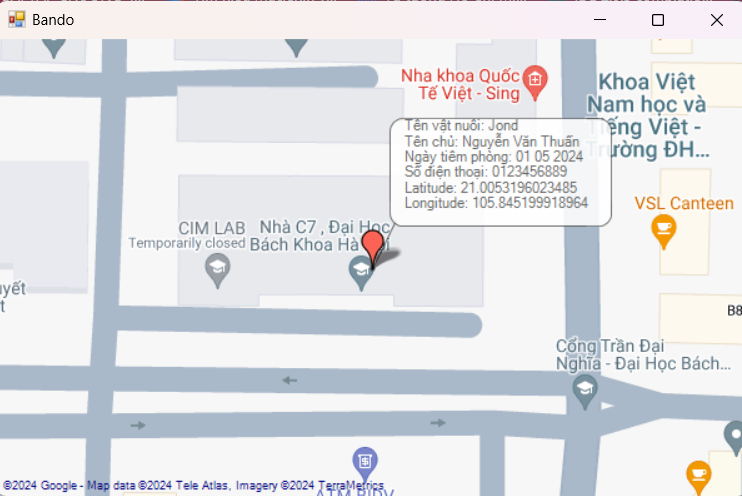 Bando
Nha khoa Quốc
Tế Việt - Sing
Khoa Việt
Nam học và
Tiếng Việt -
Trường ĐH...
Tên vật nuôi: Jond
Tên chủ: Nguyễn Văn Thuấn
Ngày tiêm phòng: 01 05 2024
Số điện thoại: 0123456889
Latitude: 21.0053196023485
Longitude: 105.845199918964
VSL Canteen
CIM LAB
Temporarily closed
Nhà C7 , Đại Học
Bách Khoa Hà Nội
B8
Cổng Trần Đại
Nghĩa - Đại Học Bách...
ATM BIDV
©2024 Google - Map data ©2024 Tele Atlas, Imagery ©2024 TerraMetrics